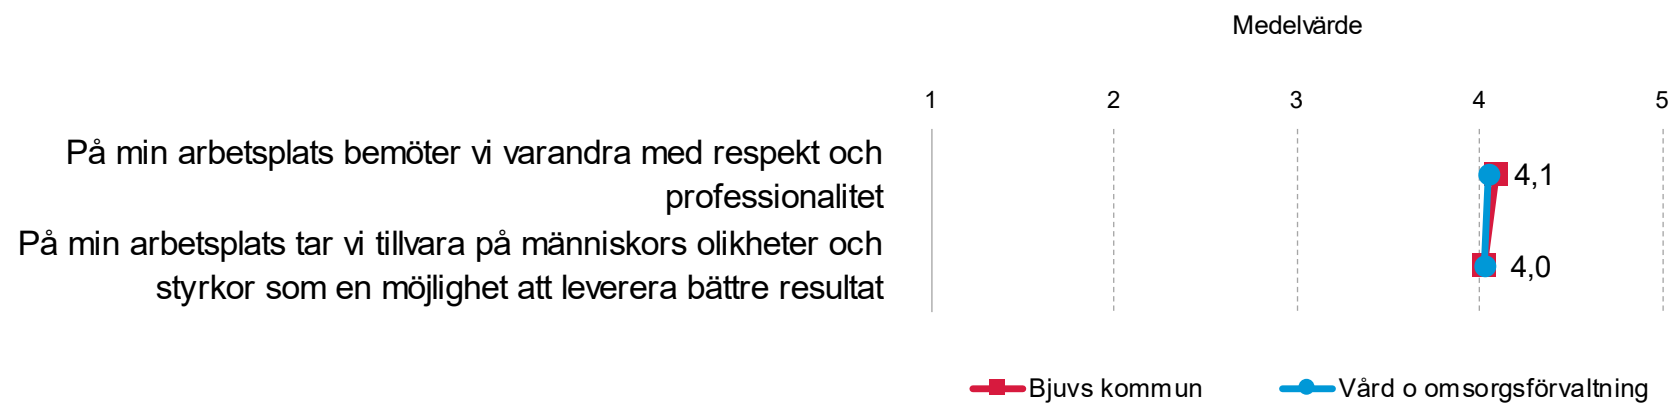 Medelvärde
1 2 3 4 5
På min arbetsplats bemöter vi varandra med respekt och
professionalitet
4,1
På min arbetsplats tar vi tillvara på människors olikheter och
styrkor som en möjlighet att leverera bättre resultat
4,0
Bjuvs kommun Vård o omsorgsförvaltning